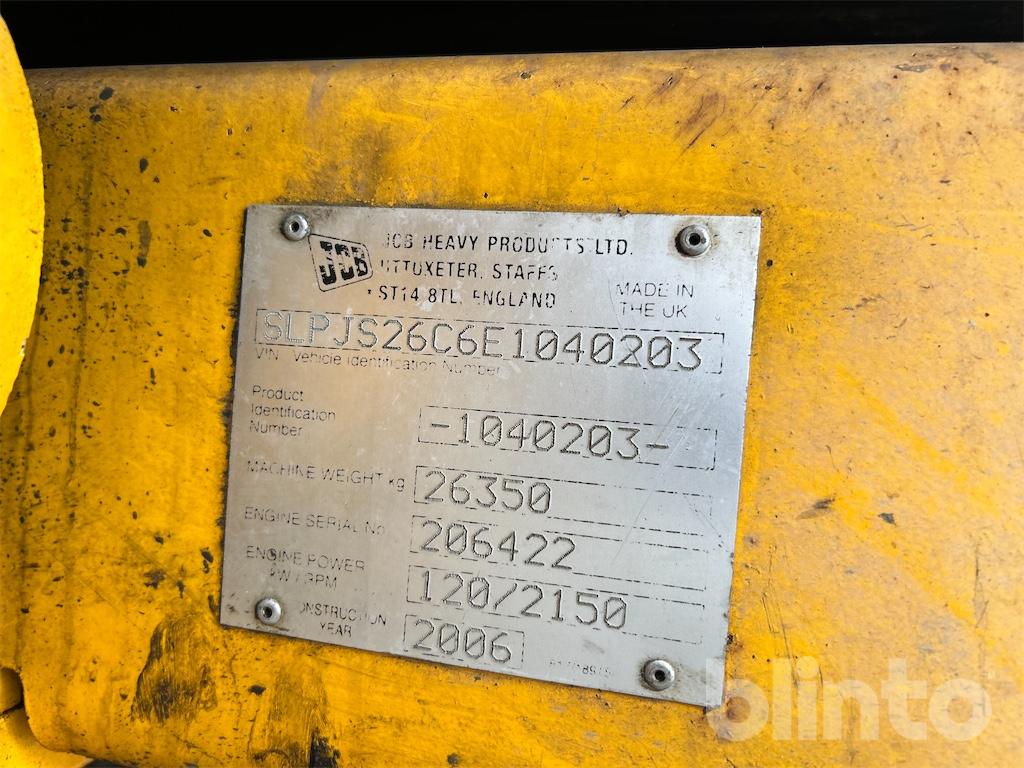 JCB
JCB HEAVY PRODUCTS LTD.
UTTOXETER, STAFFS
ST14 8TL. ENGLAND
MADE IN
THE UK
SLPJS26C6E1040203
VIN Vehicle Identification Number
Product
Identification
Number
-1040203-
MACHINE WEIGHT kg
26350
ENGINE SERIAL No
206422
ENGINE POWER
kW / RPM
120/2150
CONSTRUCTION
YEAR
2006
blinto